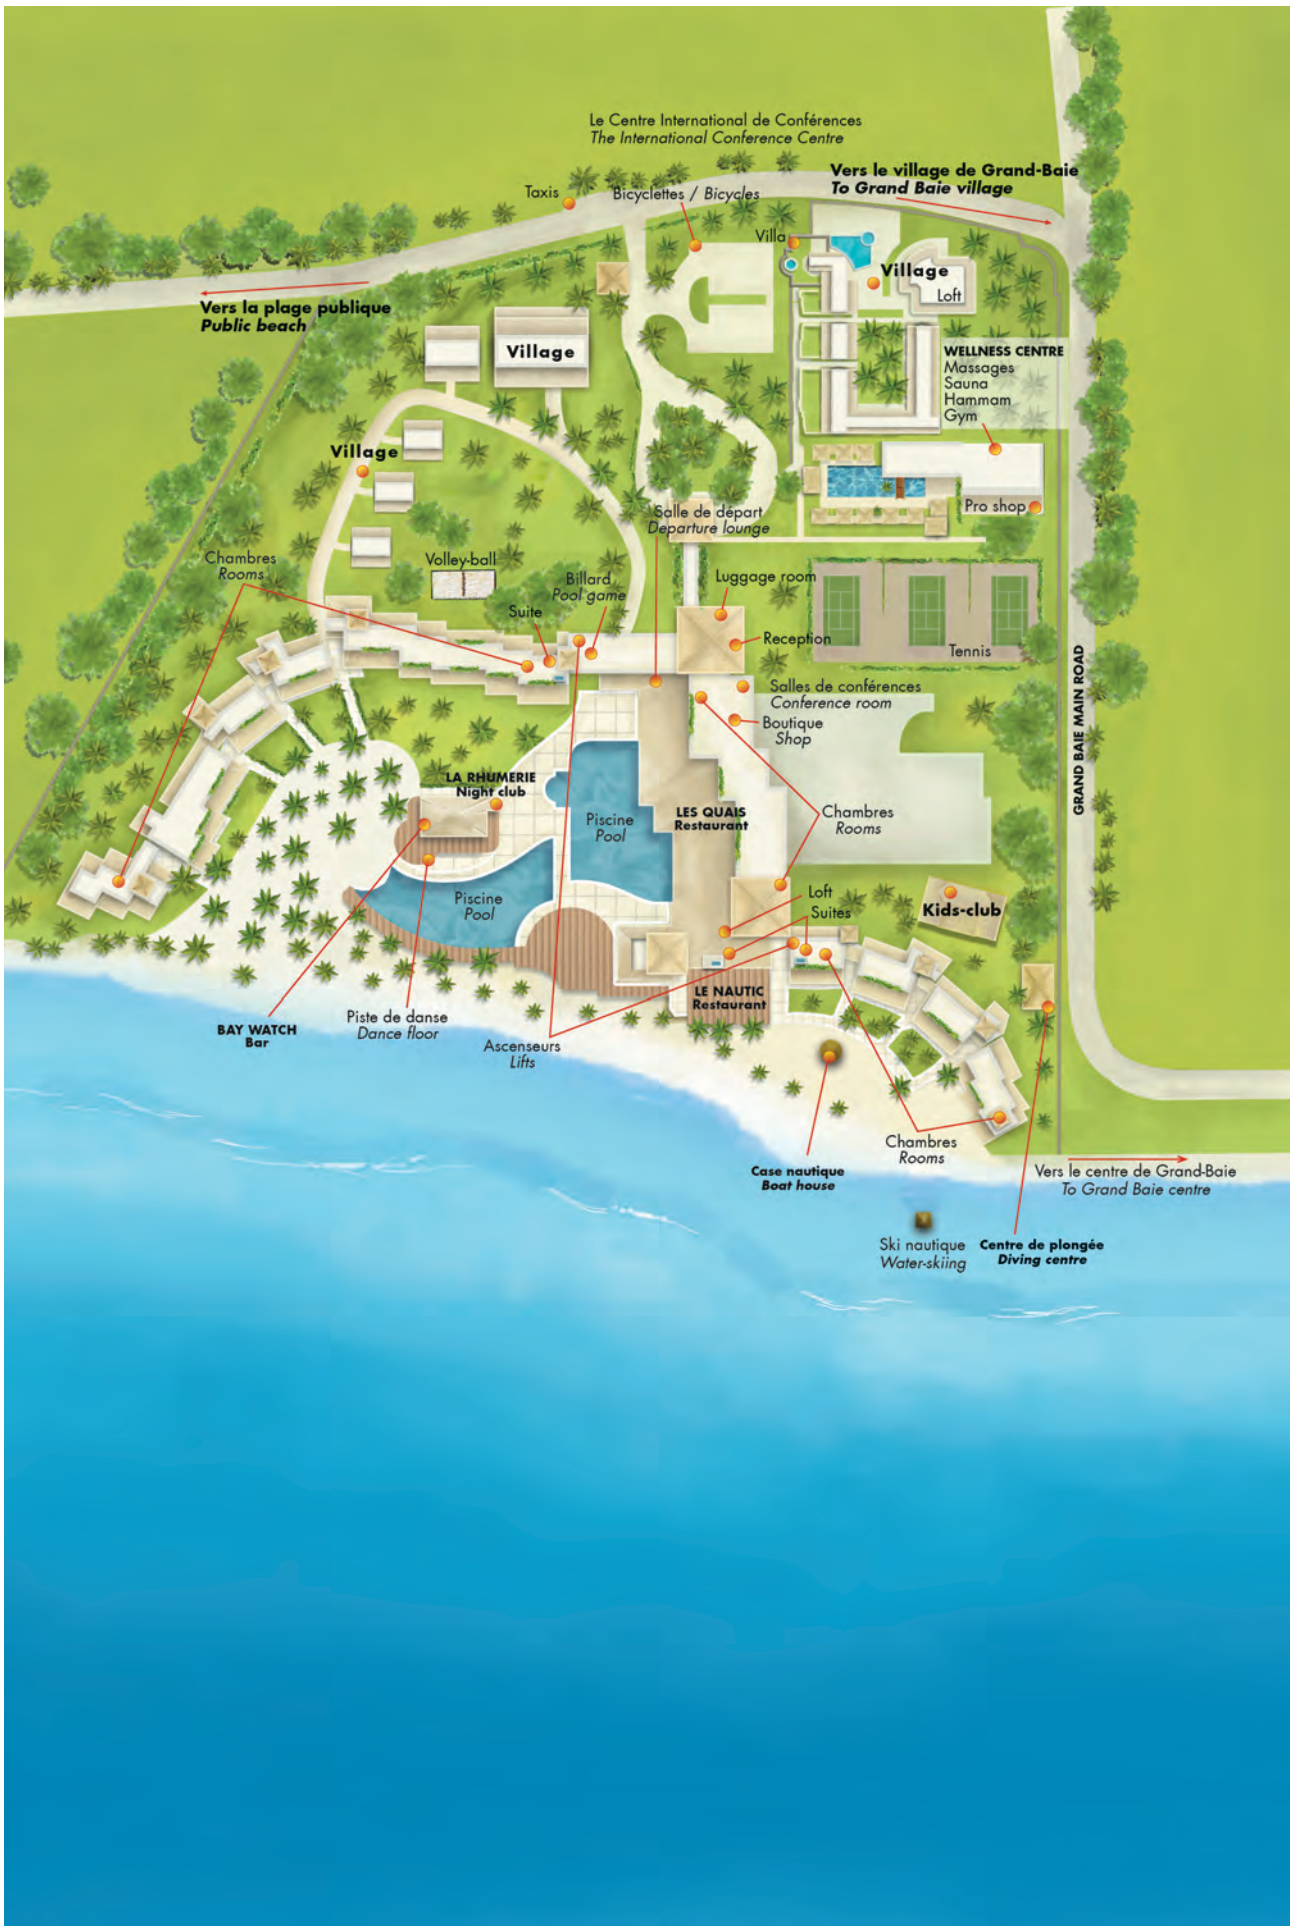 Le Centre International de Conférences
The International Conference Centre
Vers le village de Grand-Baie
To Grand Baie village
Taxis
Bicyclettes / Bicycles
Villa
Village
Loft
Vers la plage publique
Public beach
Village
WELLNESS CENTRE
Massages
Sauna
Hammam
Gym
Village
Pro shop
Salle de départ
Departure lounge
Chambres
Rooms
Volley-ball
Billard
Pool game
Suite
Luggage room
Reception
Tennis
GRAND BAIE MAIN ROAD
Salles de conférences
Conference room
Boutique
Shop
LA RHUMERIE
Night club
Piscine
Pool
LES QUAIS
Restaurant
Chambres
Rooms
Piscine
Pool
Loft
Suites
Kids-club
LE NAUTIC
Restaurant
BAY WATCH
Bar
Piste de danse
Dance floor
Ascenseurs
Lifts
Chambres
Rooms
Case nautique
Boat house
Vers le centre de Grand-Baie
To Grand Baie centre
Ski nautique
Water-skiing
Centre de plongée
Diving centre